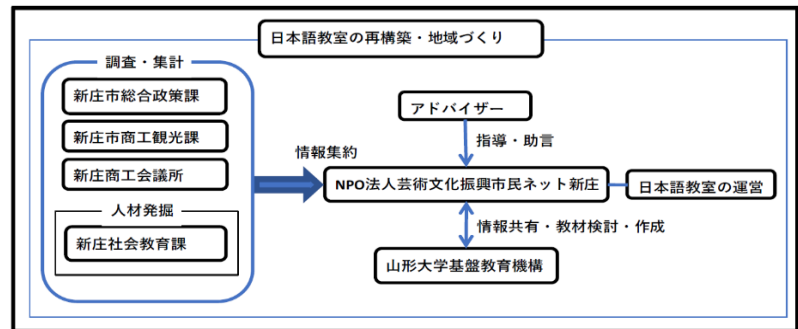 日本語教室の再構築・地域づくり
調査・集計
新庄市総合政策課
新庄市商工観光課
新庄商工会議所
人材発掘
新庄社会教育課
情報集約
アドバイザー
指導・助言
NPO法人芸術文化振興市民ネット新庄
日本語教室の運営
情報共有・教材検討・作成
山形大学基盤教育機構